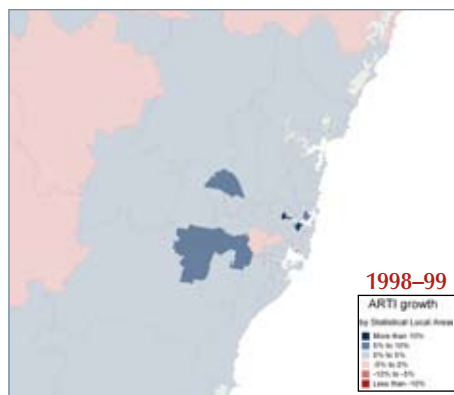 1998–99
ARTI growth
by Statistical Local Areas
More than 10%
5% to 10%
0% to 5%
-5% to 0%
-10% to -5%
Less than -10%